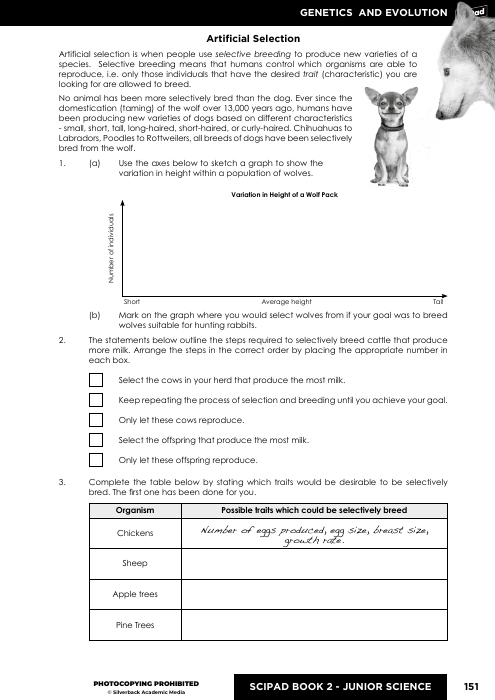 GENETICS AND EVOLUTION
Artificial Selection
Artificial selection is when people use selective breeding to produce new varieties of a
species. Selective breeding means that humans control which organisms are able to
reproduce, i.e. only those individuals that have the desired trait (characteristic) you are
looking for are allowed to breed.
No animal has been more selectively bred than the dog. Ever since the
domestication (taming) of the wolf over 13,000 years ago, humans have
been producing new varieties of dogs based on different characteristics
- small, short, tall, long-haired, short-haired, or curly-haired. Chihuahuas to
Labradors, Poodles to Rottweilers, all breeds of dogs have been selectively
bred from the wolf.
1. (a) Use the axes below to sketch a graph to show the
variation in height within a population of wolves.
Variation in Height of a Wolf Pack
Number of individuals
Short Average height Tall
(b) Mark on the graph where you would select wolves from if your goal was to breed
wolves suitable for hunting rabbits.
2. The statements below outline the steps required to selectively breed cattle that produce
more milk. Arrange the steps in the correct order by placing the appropriate number in
each box.
Select the cows in your herd that produce the most milk.
Keep repeating the process of selection and breeding until you achieve your goal.
Only let these cows reproduce.
Select the offspring that produce the most milk.
Only let these offspring reproduce.
3. Complete the table below by stating which traits would be desirable to be selectively
bred. The first one has been done for you.
Organism Possible traits which could be selectively breed
Chickens Number of eggs produced, egg size, breast size,
growth rate.
Sheep
Apple trees
Pine Trees
PHOTOCOPYING PROHIBITED
© Silverback Academic Media
SCIPAD BOOK 2 - JUNIOR SCIENCE 151